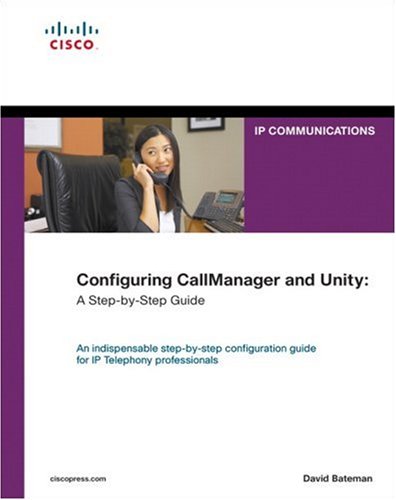 CISCO.
IP COMMUNICATIONS
Configuring CallManager and Unity:
A Step-by-Step Guide
An indispensable step-by-step configuration guide
for IP Telephony professionals
ciscopress.com
David Bateman